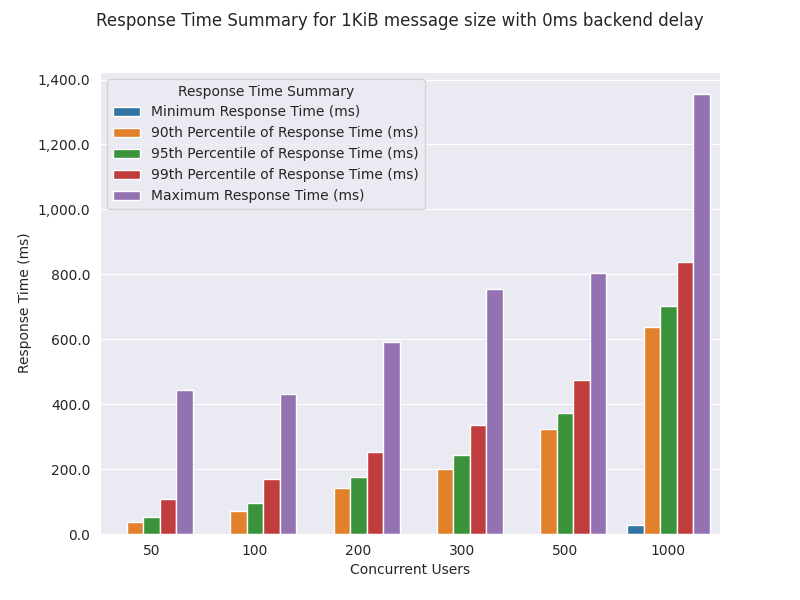 Response Time Summary for 1KiB message size with 0ms backend delay
Response Time Summary
Minimum Response Time (ms)
90th Percentile of Response Time (ms)
95th Percentile of Response Time (ms)
99th Percentile of Response Time (ms)
Maximum Response Time (ms)
Response Time (ms)
1,400.0
1,200.0
1,000.0
800.0
600.0
400.0
200.0
0.0
50 100 200 300 500 1000
Concurrent Users